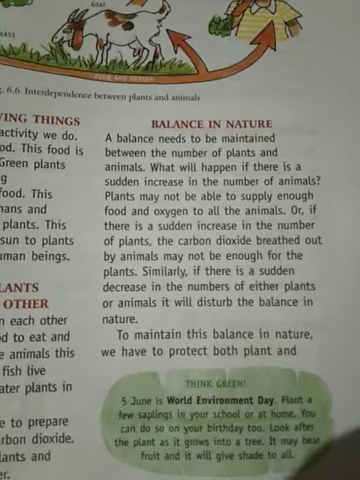 GOAT
RASS
FOOD AND OXYGEN
6.6 Interdependence between plants and animals
ING THINGS
activity we do.
od. This food is
Green plants
g
food. This
ans and
plants. This
sun to plants
uman beings.
LANTS
OTHER
n each other
d to eat and
e animals this
fish live
ater plants in
e to prepare
rbon dioxide.
lants and
er.
BALANCE IN NATURE
A balance needs to be maintained
between the number of plants and
animals. What will happen if there is a
sudden increase in the number of animals?
Plants may not be able to supply enough
food and oxygen to all the animals. Or, if
there is a sudden increase in the number
of plants, the carbon dioxide breathed out
by animals may not be enough for the
plants. Similarly, if there is a sudden
decrease in the numbers of either plants
or animals it will disturb the balance in
nature.
To maintain this balance in nature,
we have to protect both plant and
THINK GREEN!
5 June is World Environment Day. Plant a
few saplings in your school or at home. You
can do so on your birthday too. Look after
the plant as it grows into a tree. It may bear
fruit and it will give shade to all.